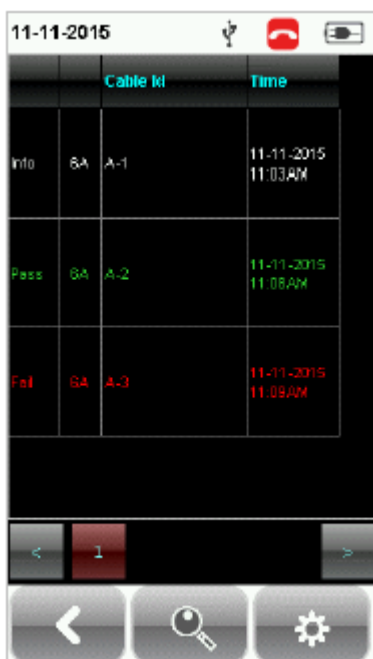 11-11-2015
Cable Id Time
Info 6A A-1 11-11-2015
11:03AM
Pass 6A A-2 11-11-2015
11:08AM
Fail 6A A-3 11-11-2015
11:09AM
< 1 >